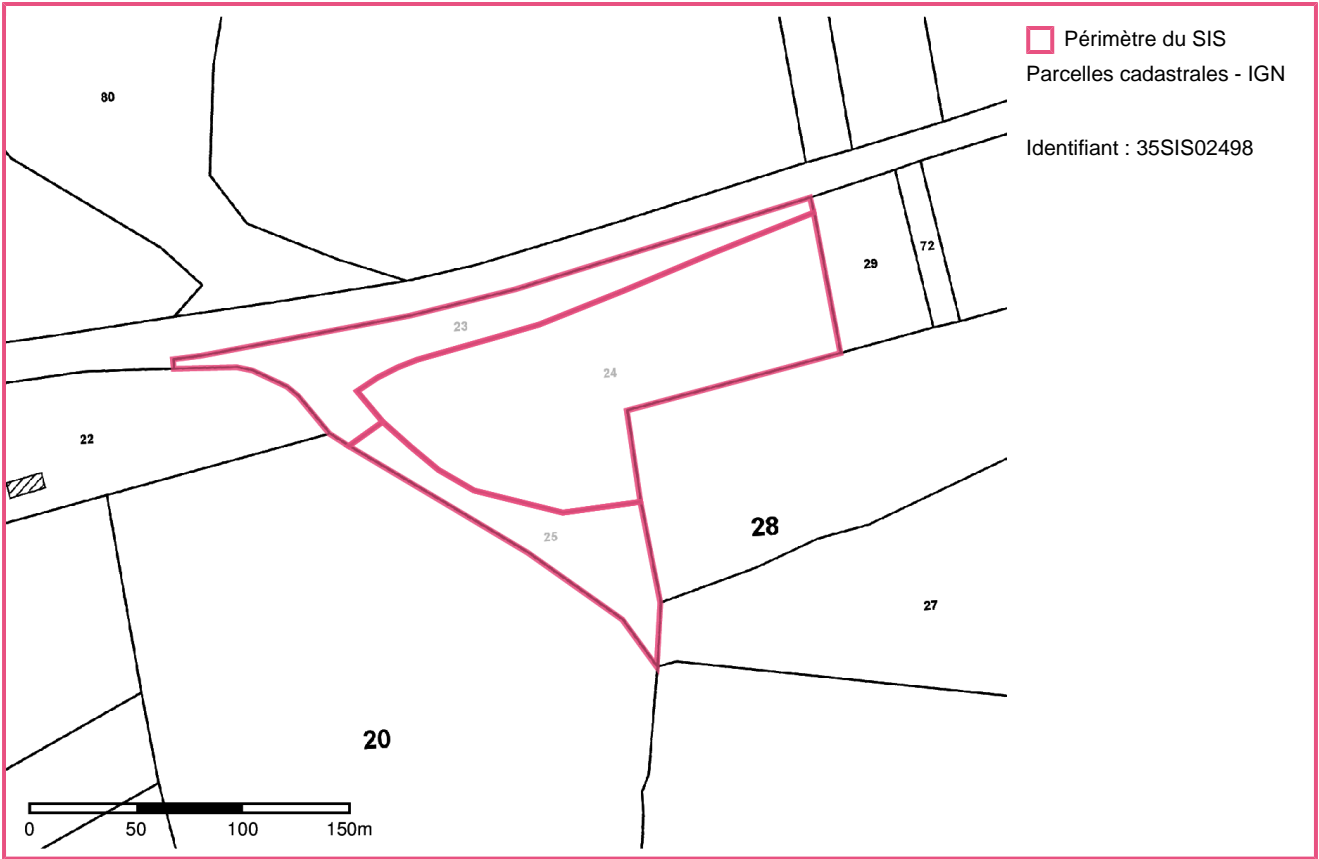 Périmètre du SIS
Parcelles cadastrales - IGN
Identifiant : 35SIS02498
80
72
29
23
24
22
28
25
27
20
0 50 100 150m